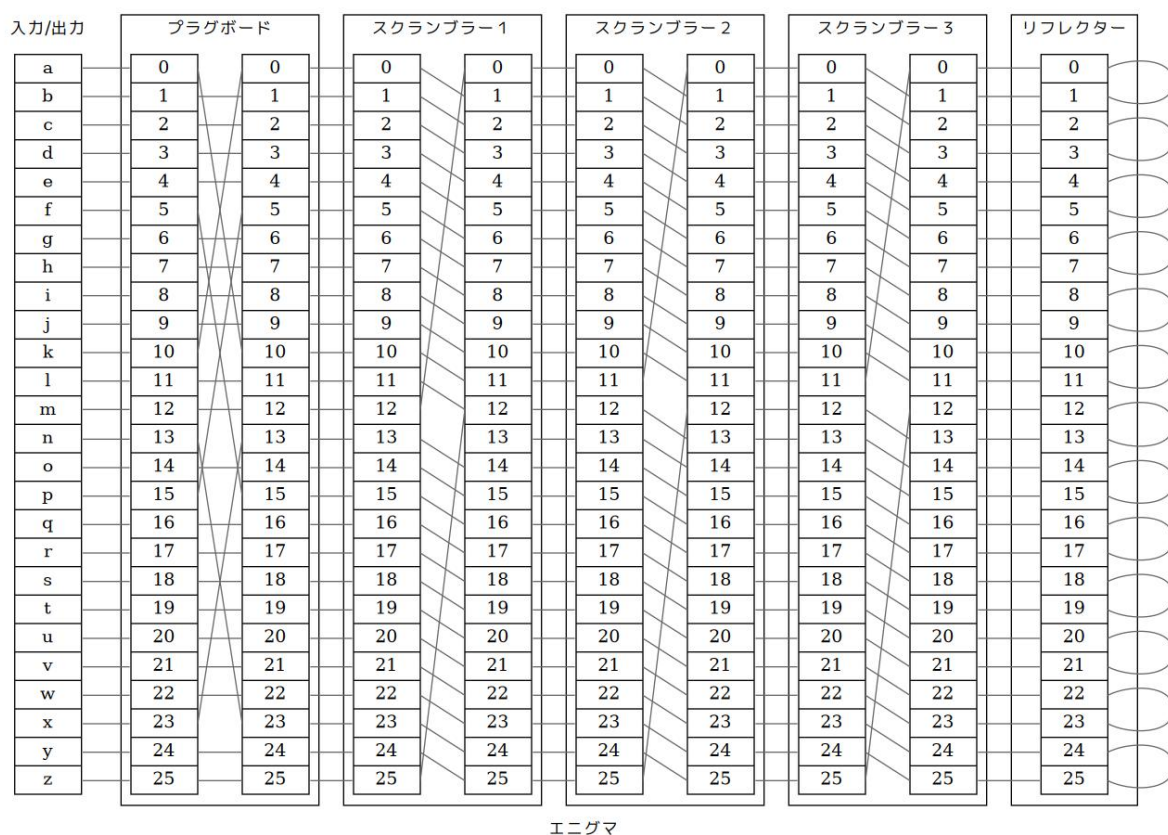 入力/出力 プラグボード スクランブラー1 スクランブラー2 スクランブラー3 リフレクター
a 0 0 0 0 0 0 0 0 0
b 1 1 1 1 1 1 1 1 1
c 2 2 2 2 2 2 2 2 2
d 3 3 3 3 3 3 3 3 3
e 4 4 4 4 4 4 4 4 4
f 5 5 5 5 5 5 5 5 5
g 6 6 6 6 6 6 6 6 6
h 7 7 7 7 7 7 7 7 7
i 8 8 8 8 8 8 8 8 8
j 9 9 9 9 9 9 9 9 9
k 10 10 10 10 10 10 10 10 10
l 11 11 11 11 11 11 11 11 11
m 12 12 12 12 12 12 12 12 12
n 13 13 13 13 13 13 13 13 13
o 14 14 14 14 14 14 14 14 14
p 15 15 15 15 15 15 15 15 15
q 16 16 16 16 16 16 16 16 16
r 17 17 17 17 17 17 17 17 17
s 18 18 18 18 18 18 18 18 18
t 19 19 19 19 19 19 19 19 19
u 20 20 20 20 20 20 20 20 20
v 21 21 21 21 21 21 21 21 21
w 22 22 22 22 22 22 22 22 22
x 23 23 23 23 23 23 23 23 23
y 24 24 24 24 24 24 24 24 24
z 25 25 25 25 25 25 25 25 25
エニグマ